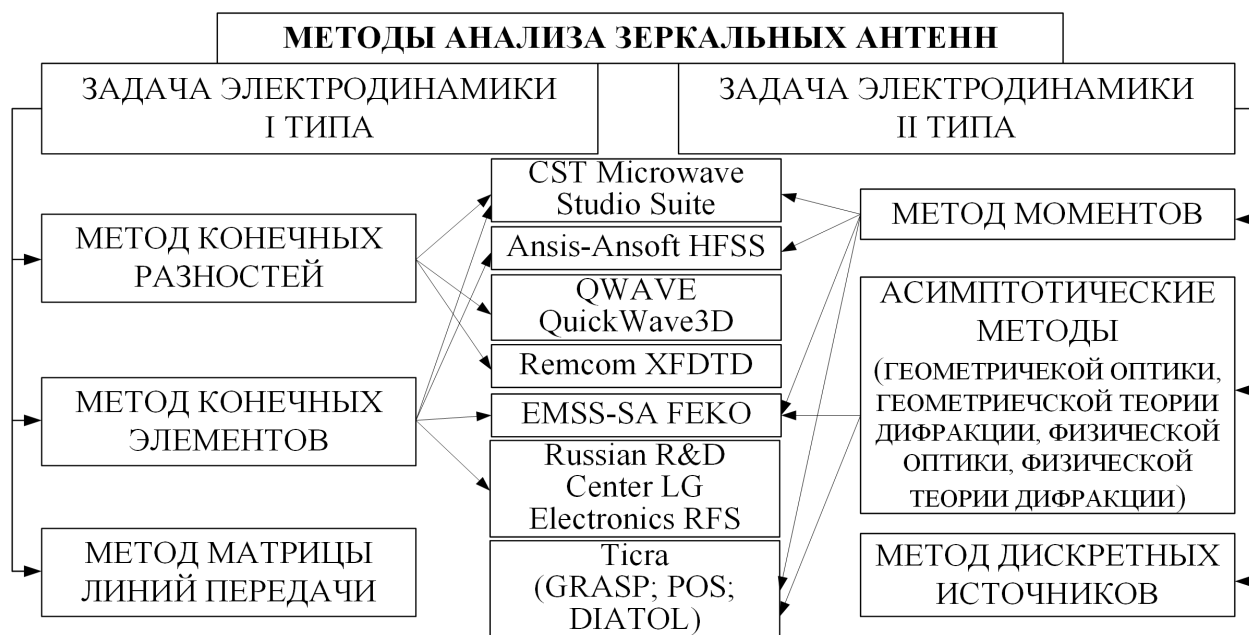 МЕТОДЫ АНАЛИЗА ЗЕРКАЛЬНЫХ АНТЕНН
ЗАДАЧА ЭЛЕКТРОДИНАМИКИ
I ТИПА
ЗАДАЧА ЭЛЕКТРОДИНАМИКИ
II ТИПА
МЕТОД КОНЕЧНЫХ
РАЗНОСТЕЙ
МЕТОД КОНЕЧНЫХ
ЭЛЕМЕНТОВ
МЕТОД МАТРИЦЫ
ЛИНИЙ ПЕРЕДАЧИ
CST Microwave
Studio Suite
Ansis-Ansoft HFSS
QWAVE
QuickWave3D
Remcom XFDTD
EMSS-SA FEKO
Russian R&D
Center LG
Electronics RFS
Ticra
(GRASP; POS;
DIATOL)
МЕТОД МОМЕНТОВ
АСИМПТОТИЧЕСКИЕ
МЕТОДЫ
(ГЕОМЕТРИЧЕКОЙ ОПТИКИ,
ГЕОМЕТРИЕЧСКОЙ ТЕОРИИ
ДИФРАКЦИИ, ФИЗИЧЕСКОЙ
ОПТИКИ, ФИЗИЧЕСКОЙ
ТЕОРИИ ДИФРАКЦИИ)
МЕТОД ДИСКРЕТНЫХ
ИСТОЧНИКОВ